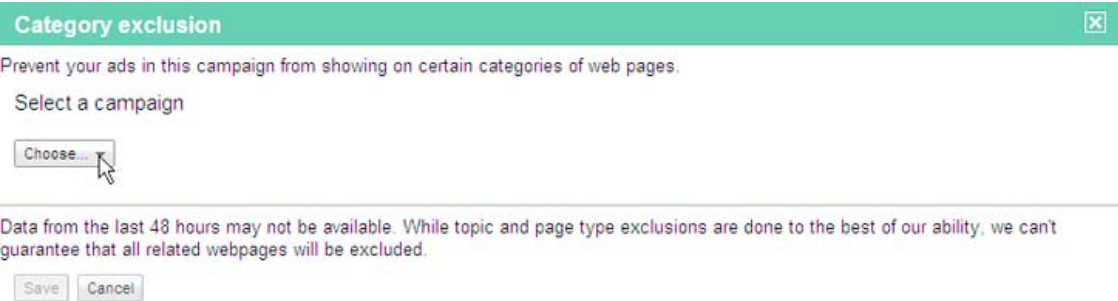 Category exclusion
Prevent your ads in this campaign from showing on certain categories of web pages.
Select a campaign
Choose...
Data from the last 48 hours may not be available. While topic and page type exclusions are done to the best of our ability, we can't
guarantee that all related webpages will be excluded.
Save Cancel